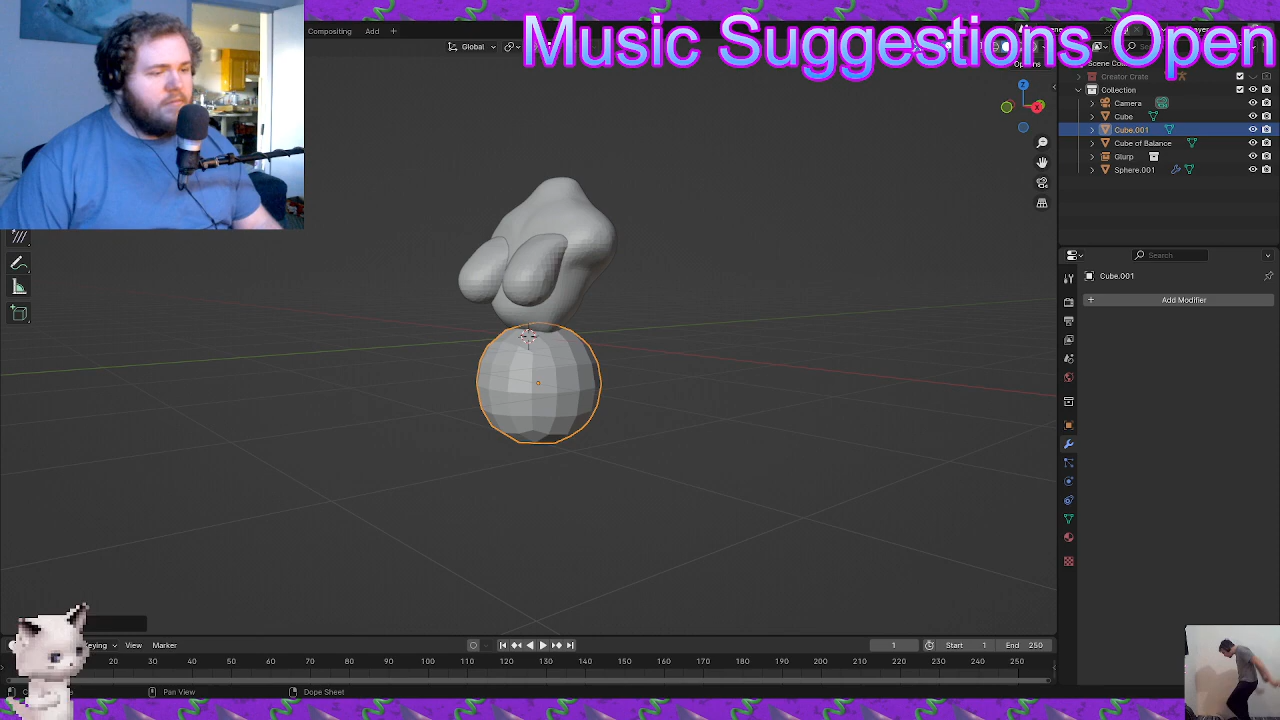 Music Suggestions Open
Compositing Add +
Global
Options
Scene Coll
Creator Crate
Collection
Camera
Cube
Cube.001
Cube of Balance
Glurp
Sphere.001
Search
Cube.001
+ Add Modifier
Z
Keying View Marker
1 Start 1 End 250
20 30 40 50 60 70 80 90 100 110 120 130 140 150 160 170 180 190 200 210 220 230 240 250
Pan View Dope Sheet